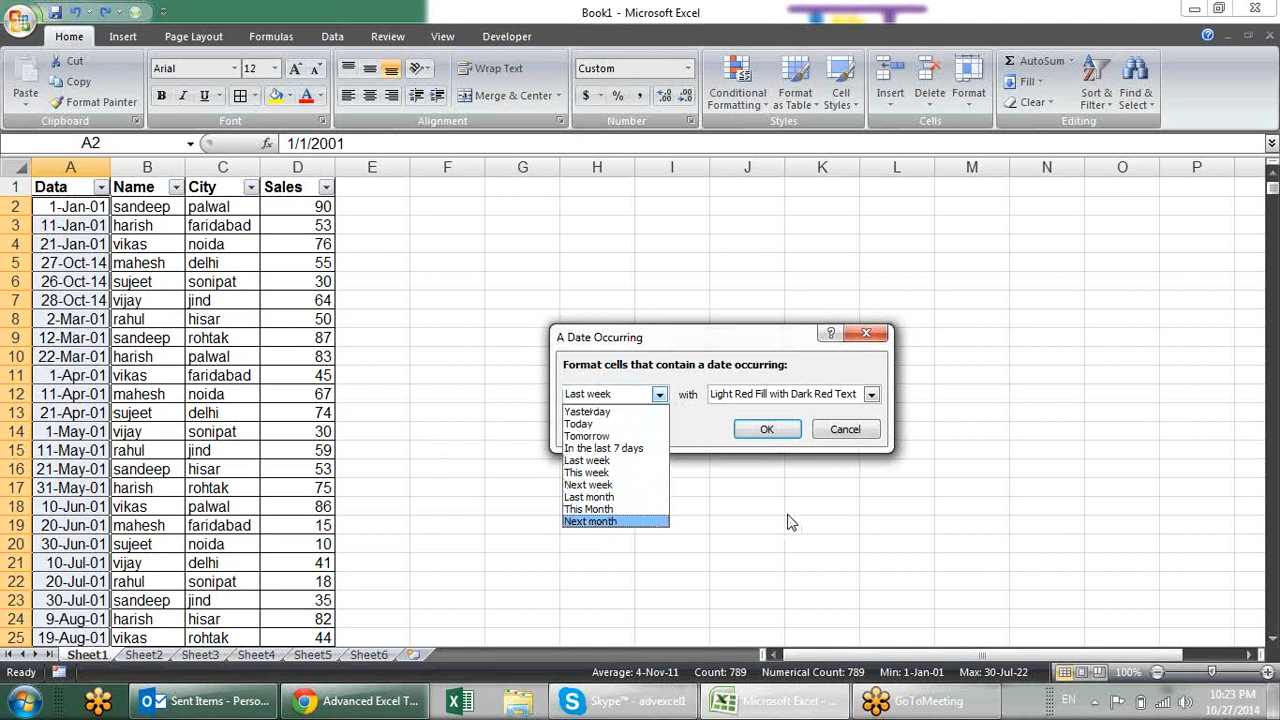 Book1 - Microsoft Excel
Home Insert Page Layout Formulas Data Review View Developer
Paste Cut Copy Format Painter
Arial 12 Wrap Text Merge & Center Custom
Conditional Formatting Format as Table Cell Styles Insert Delete Format AutoSum Fill Clear Sort & Filter Find & Select
Clipboard Font Alignment Number Styles Cells Editing
A2 fx 1/1/2001
A B C D E F G H I J K L M N O P
1 Data Name City Sales
2 1-Jan-01 sandeep palwal 90
3 11-Jan-01 harish faridabad 53
4 21-Jan-01 vikas noida 76
5 27-Oct-14 mahesh delhi 55
6 26-Oct-14 sujeet sonipat 30
7 28-Oct-14 vijay jind 64
8 2-Mar-01 rahul hisar 50
9 12-Mar-01 sandeep rohtak 87
10 22-Mar-01 harish palwal 83
11 1-Apr-01 vikas faridabad 45
12 11-Apr-01 mahesh noida 67
13 21-Apr-01 sujeet delhi 74
14 1-May-01 vijay sonipat 30
15 11-May-01 rahul jind 59
16 21-May-01 sandeep hisar 53
17 31-May-01 harish rohtak 75
18 10-Jun-01 vikas palwal 86
19 20-Jun-01 mahesh faridabad 15
20 30-Jun-01 sujeet noida 10
21 10-Jul-01 vijay delhi 41
22 20-Jul-01 rahul sonipat 18
23 30-Jul-01 sandeep jind 35
24 9-Aug-01 harish hisar 82
25 19-Aug-01 vikas rohtak 44
A Date Occurring
Format cells that contain a date occurring:
Last week with Light Red Fill with Dark Red Text
Yesterday
Today
Tomorrow
In the last 7 days
Last week
This week
Next week
Last month
This Month
Next month
OK Cancel
Sheet1 Sheet2 Sheet3 Sheet4 Sheet5 Sheet6
Ready Average: 4-Nov-11 Count: 789 Numerical Count: 789 Min: 1-Jan-01 Max: 30-Jul-22 100%
Sent Items - Perso... Advanced Excel T... Skype™ - advexcel1 Microsoft Excel - ... GoToMeeting EN 10:23 PM
10/27/2014